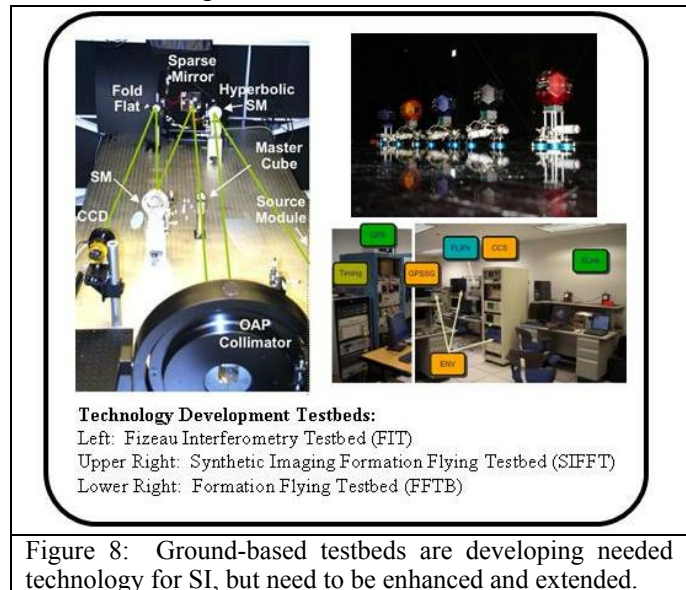 Sparse
Mirror
Fold
Flat
Hyperbolic
SM
Master
Cube
SM
Source
Module
CCD
OAP
Collimator
GPS
FLIPs
CCS
XLink
Timing
GPSSG
ENV
Technology Development Testbeds:
Left: Fizeau Interferometry Testbed (FIT)
Upper Right: Synthetic Imaging Formation Flying Testbed (SIFFT)
Lower Right: Formation Flying Testbed (FFTB)
Figure 8: Ground-based testbeds are developing needed
technology for SI, but need to be enhanced and extended.